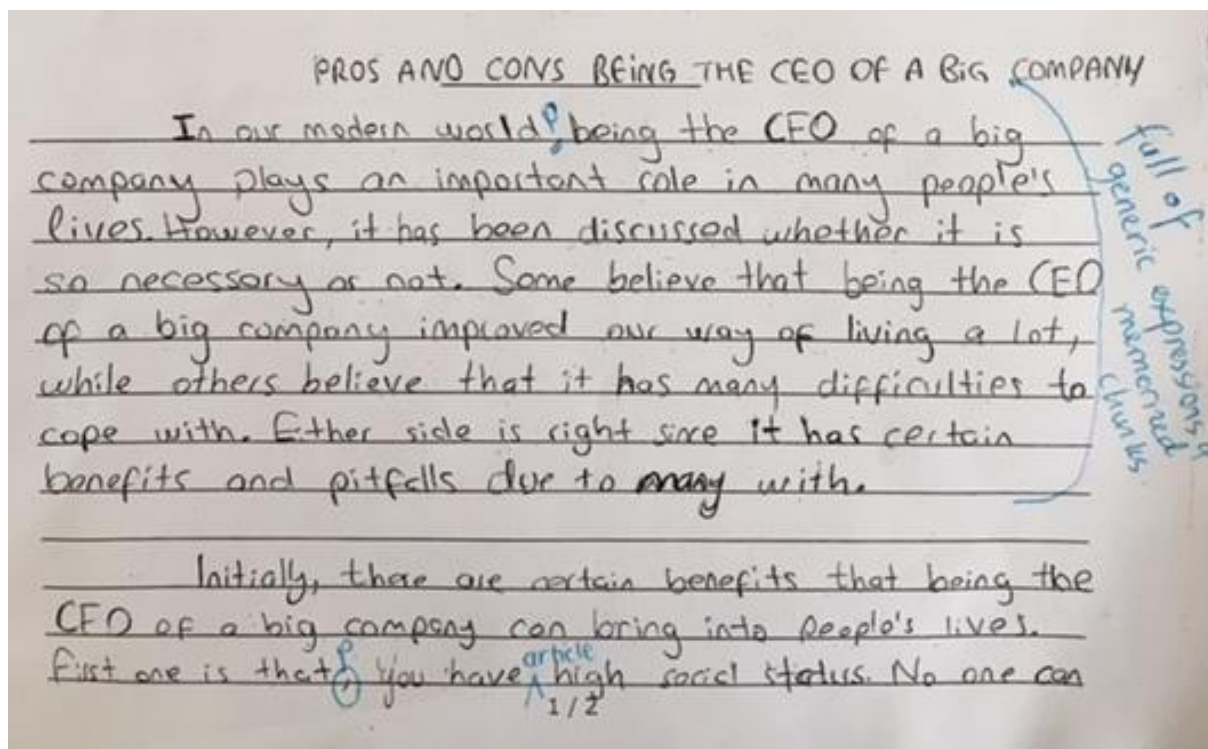 PROS AND CONS BEING THE CEO OF A BIG COMPANY
In our modern world, being the CEO of a big
company plays an important role in many people's
lives. However, it has been discussed whether it is
so necessary or not. Some believe that being the CEO
of a big company improved our way of living a lot,
while others believe that it has many difficulties to
cope with. Either side is right since it has certain
benefits and pitfalls due to many with.
Initially, there are certain benefits that being the
CEO of a big company can bring into people's lives.
article
First one is that, you have high social status. No one can
1/2
full of
generic expressions,
memorized
chunks